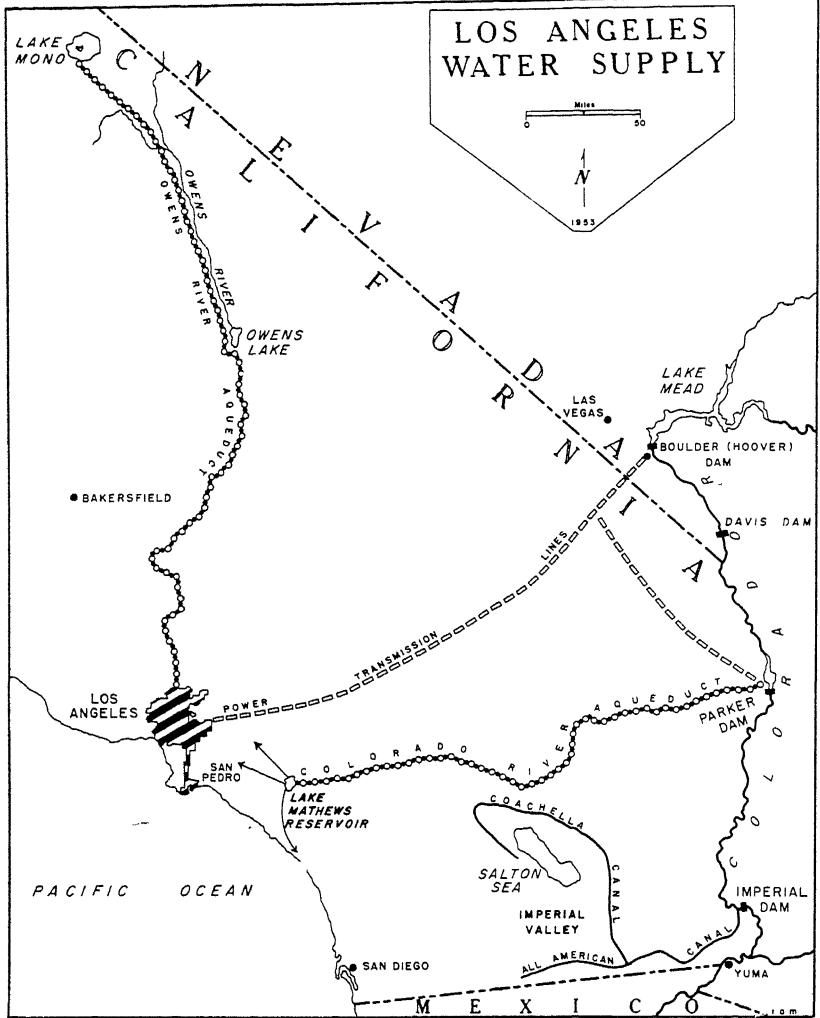 LOS ANGELES
WATER SUPPLY
Miles
0 50
N
1953
LAKE
MONO
NEVADA
CALIFORNIA
OWENS RIVER
OWENS RIVER AQUEDUCT
OWENS
LAKE
BAKERSFIELD
LAKE
MEAD
LAS
VEGAS
BOULDER (HOOVER)
DAM
DAVIS DAM
POWER TRANSMISSION LINES
LOS
ANGELES
SAN
PEDRO
COLORADO RIVER AQUEDUCT
PARKER
DAM
LAKE
MATHEWS
RESERVOIR
COACHELLA CANAL
SALTON
SEA
IMPERIAL
VALLEY
COLORADO R
IMPERIAL
DAM
ALL AMERICAN CANAL
PACIFIC OCEAN
SAN DIEGO
YUMA
MEXICO